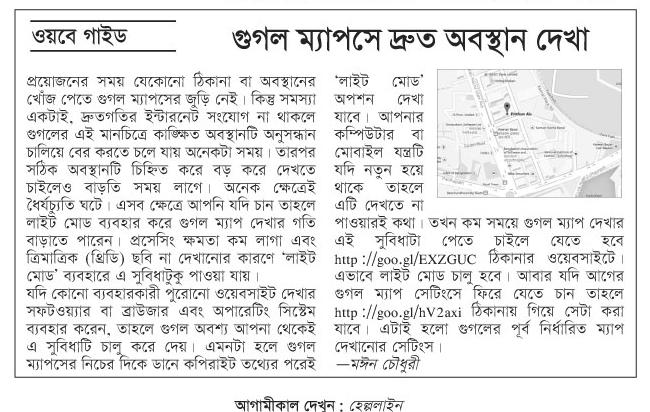 ওয়বে গাইড
গুগল ম্যাপসে দ্রুত অবস্থান দেখা
প্রয়োজনের সময় যেকোনো ঠিকানা বা অবস্থানের
খোঁজ পেতে গুগল ম্যাপসের জুড়ি নেই। কিন্তু সমস্যা
একটাই, দ্রুতগতির ইন্টারনেট সংযোগ না থাকলে
গুগলের এই মানচিত্রে কাঙ্ক্ষিত অবস্থানটি অনুসন্ধান
চালিয়ে বের করতে চলে যায় অনেকটা সময়। তারপর
সঠিক অবস্থানটি চিহ্নিত করে বড় করে দেখতে
চাইলেও বাড়তি সময় লাগে। অনেক ক্ষেত্রেই
ধৈর্যচ্যুতি ঘটে। এসব ক্ষেত্রে আপনি যদি চান তাহলে
লাইট মোড ব্যবহার করে গুগল ম্যাপ দেখার গতি
বাড়াতে পারেন। প্রসেসিং ক্ষমতা কম লাগা এবং
ত্রিমাত্রিক (থ্রিডি) ছবি না দেখানোর কারণে ‘লাইট
মোড’ ব্যবহারে এ সুবিধাটুকু পাওয়া যায়।
যদি কোনো ব্যবহারকারী পুরোনো ওয়েবসাইট দেখার
সফটওয়্যার বা ব্রাউজার এবং অপারেটিং সিস্টেম
ব্যবহার করেন, তাহলে গুগল অবশ্য আপনা থেকেই
এ সুবিধাটি চালু করে দেয়। এমনটা হলে গুগল
ম্যাপসের নিচের দিকে ডানে কপিরাইট তথ্যের পরেই
‘লাইট মোড’
অপশন দেখা
যাবে। আপনার
কম্পিউটার বা
মোবাইল যন্ত্রটি
যদি নতুন হয়ে
থাকে তাহলে
এটি দেখতে না
পাওয়ারই কথা। তখন কম সময়ে গুগল ম্যাপ দেখার
এই সুবিধাটা পেতে চাইলে যেতে হবে
http ://goo.gl/EXZGUC ঠিকানার ওয়েবসাইটে।
এভাবে লাইট মোড চালু হবে। আবার যদি আগের
গুগল ম্যাপ সেটিংসে ফিরে যেতে চান তাহলে
http ://goo.gl/hV2axi ঠিকানায় গিয়ে সেটা করা
যাবে। এটাই হলো গুগলের পূর্ব নির্ধারিত ম্যাপ
দেখানোর সেটিংস।
—মঈন চৌধুরী
আগামীকাল দেখুন : হেল্পলাইন